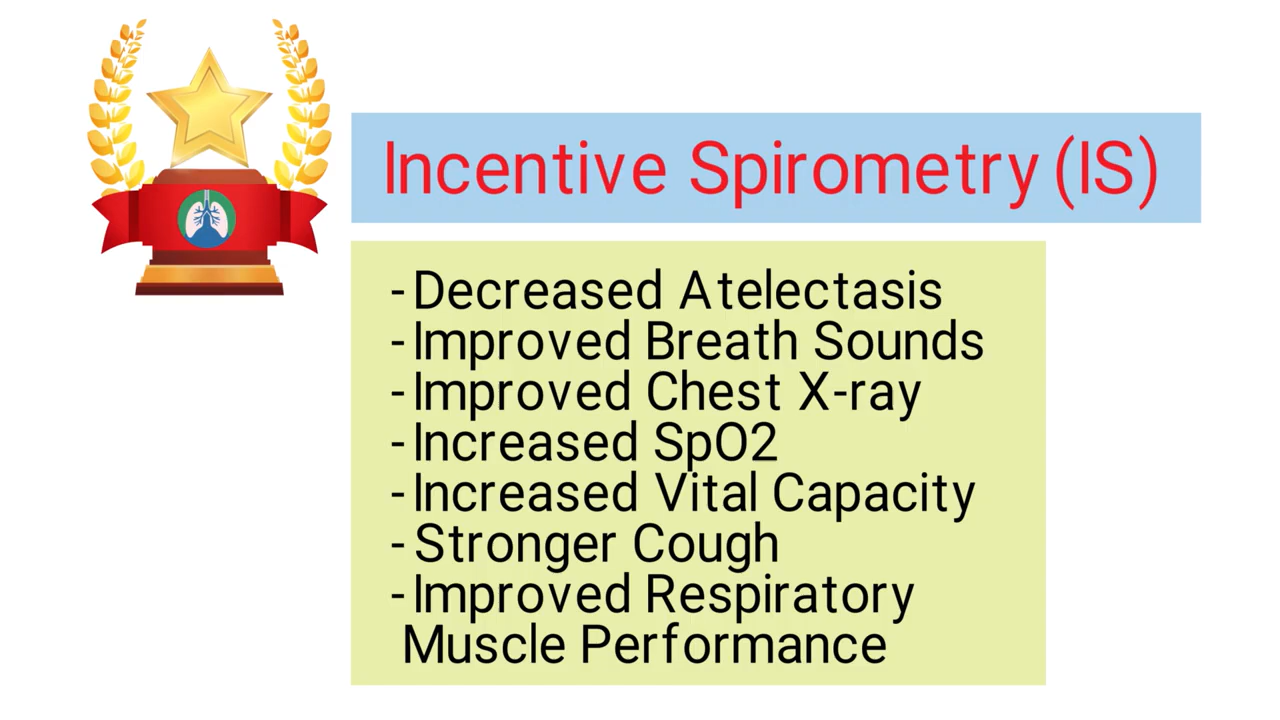 Incentive Spirometry (IS)
-Decreased Atelectasis
-Improved Breath Sounds
-Improved Chest X-ray
-Increased SpO2
-Increased Vital Capacity
-Stronger Cough
-Improved Respiratory
Muscle Performance